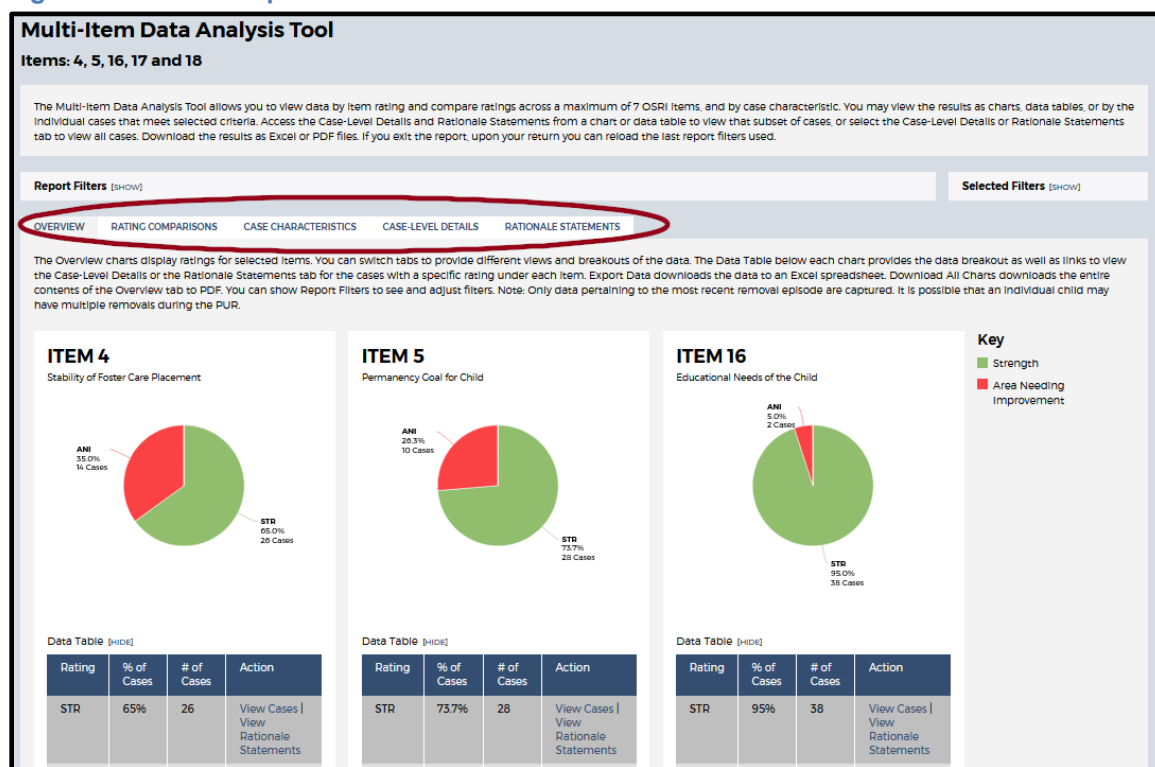 Multi-Item Data Analysis Tool
Items: 4, 5, 16, 17 and 18
The Multi-Item Data Analysis Tool allows you to view data by item rating and compare ratings across a maximum of 7 OSRI items, and by case characteristic. You may view the results as charts, data tables, or by the
individual cases that meet selected criteria. Access the Case-Level Details and Rationale Statements from a chart or data table to view that subset of cases, or select the Case-Level Details or Rationale Statements
tab to view all cases. Download the results as Excel or PDF files. If you exit the report, upon your return you can reload the last report filters used.
Report Filters [SHOW]
Selected Filters [SHOW]
OVERVIEW RATING COMPARISONS CASE CHARACTERISTICS CASE-LEVEL DETAILS RATIONALE STATEMENTS
The Overview charts display ratings for selected items. You can switch tabs to provide different views and breakouts of the data. The Data Table below each chart provides the data breakout as well as links to view
the Case-Level Details or the Rationale Statements tab for the cases with a specific rating under each item. Export Data downloads the data to an Excel spreadsheet. Download All Charts downloads the entire
contents of the Overview tab to PDF. You can show Report Filters to see and adjust filters. Note: Only data pertaining to the most recent removal episode are captured. It is possible that an individual child may
have multiple removals during the PUR.
ITEM 4
Stability of Foster Care Placement
ANI
35.0%
14 Cases
STR
65.0%
26 Cases
Data Table [HIDE]
Rating % of Cases # of Cases Action
STR 65% 26 View Cases |
View
Rationale
Statements
ITEM 5
Permanency Goal for Child
ANI
26.3%
10 Cases
STR
73.7%
28 Cases
Data Table [HIDE]
Rating % of Cases # of Cases Action
STR 73.7% 28 View Cases |
View
Rationale
Statements
ITEM 16
Educational Needs of the Child
ANI
5.0%
2 Cases
STR
95.0%
38 Cases
Data Table [HIDE]
Rating % of Cases # of Cases Action
STR 95% 38 View Cases |
View
Rationale
Statements
Key
Strength
Area Needing
Improvement